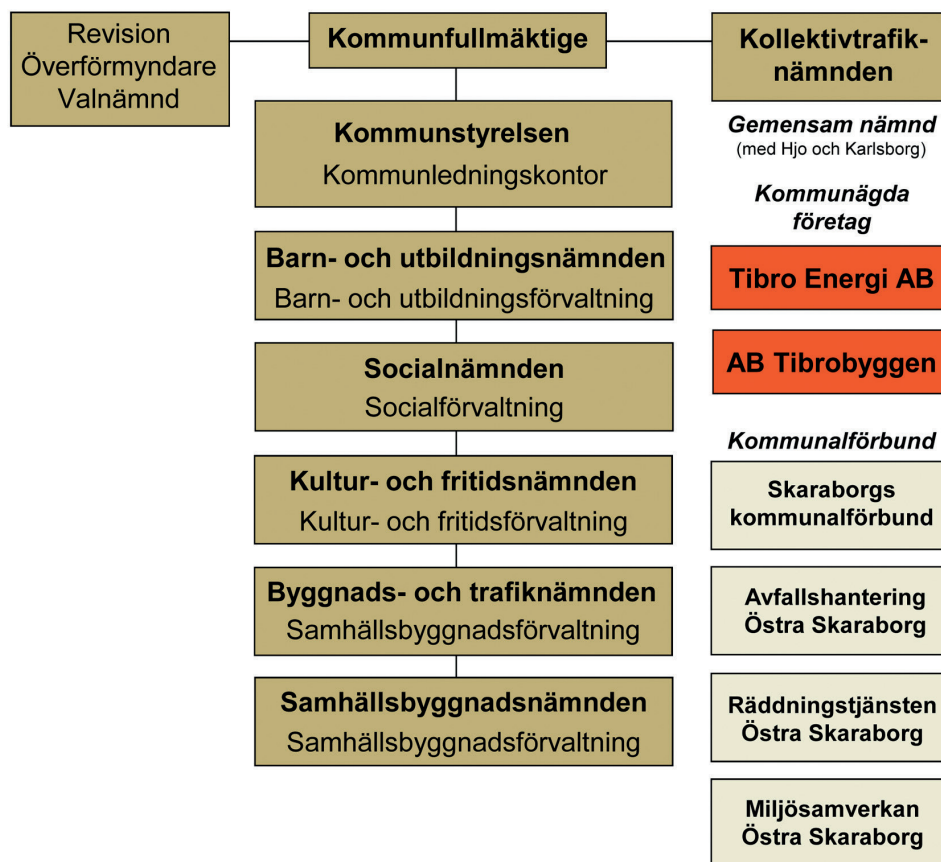 Revision
Överförmyndare
Valnämnd
Kommunfullmäktige
Kommunstyrelsen
Kommunledningskontor
Barn- och utbildningsnämnden
Barn- och utbildningsförvaltning
Socialnämnden
Socialförvaltning
Kultur- och fritidsnämnden
Kultur- och fritidsförvaltning
Byggnads- och trafiknämnden
Samhällsbyggnadsförvaltning
Samhällsbyggnadsnämnden
Samhällsbyggnadsförvaltning
Kollektivtrafik-
nämnden
Gemensam nämnd
(med Hjo och Karlsborg)
Kommunägda
företag
Tibro Energi AB
AB Tibrobyggen
Kommunalförbund
Skaraborgs
kommunalförbund
Avfallshantering
Östra Skaraborg
Räddningstjänsten
Östra Skaraborg
Miljösamverkan
Östra Skaraborg